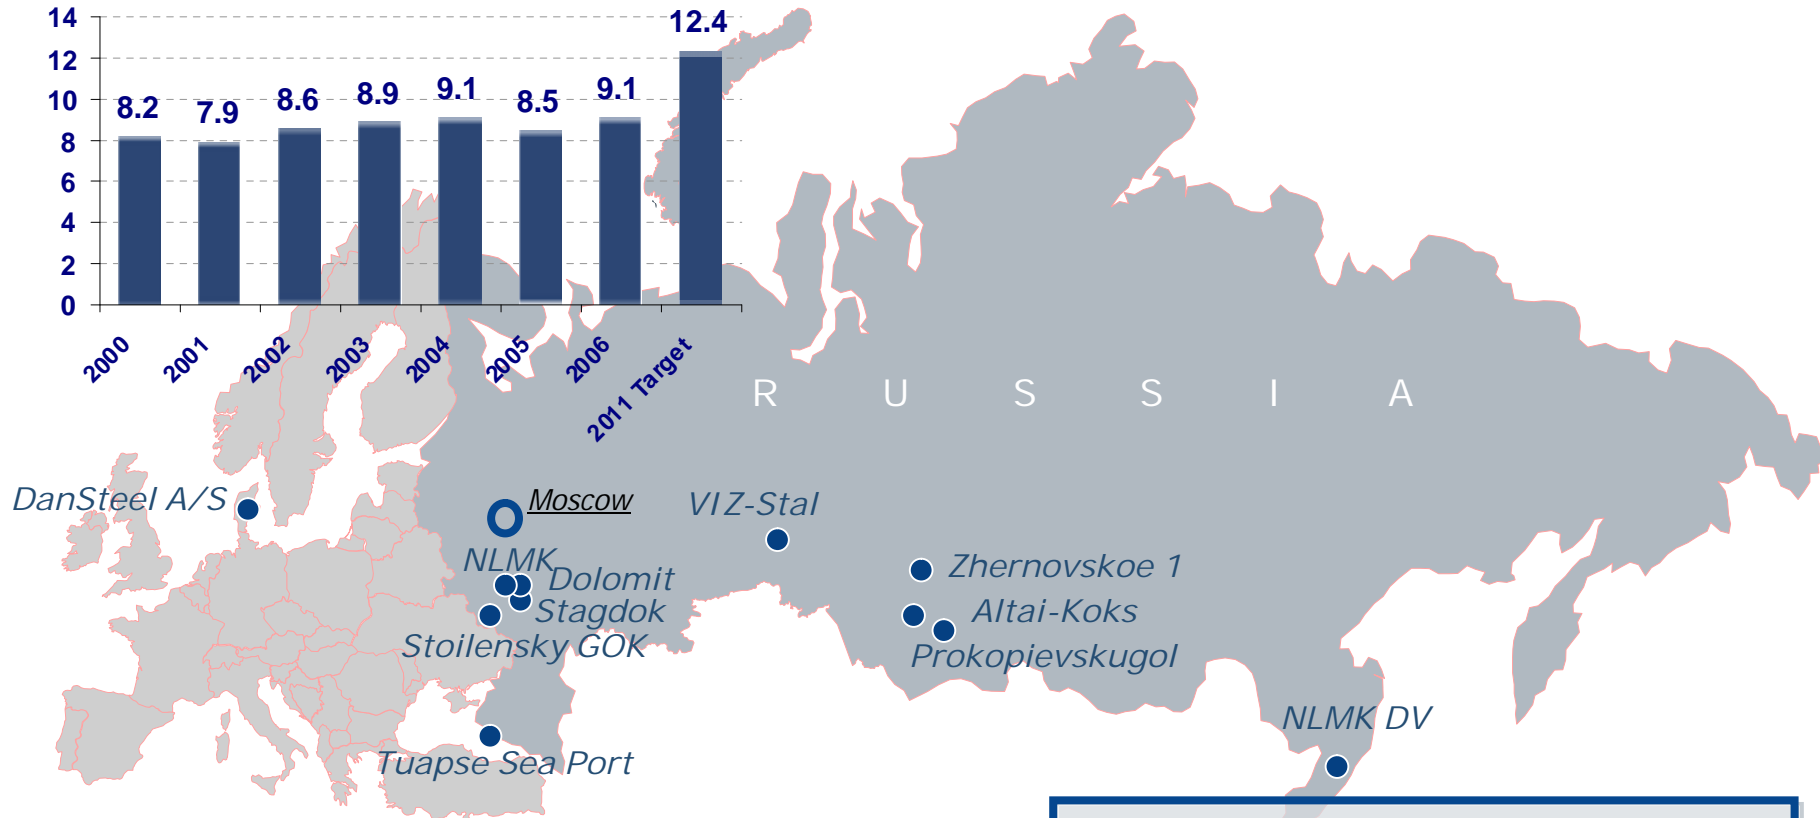 14
12
10
8
6
4
2
0
8.2
7.9
8.6
8.9
9.1
8.5
9.1
12.4
2000
2001
2002
2003
2004
2005
2006
2011 Target
R U S S I A
DanSteel A/S
Moscow
VIZ-Stal
NLMK
Dolomit
Zhernovskoe 1
Stagdok
Altai-Koks
Stoilensky GOK
Prokopievskugol
NLMK DV
Tuapse Sea Port